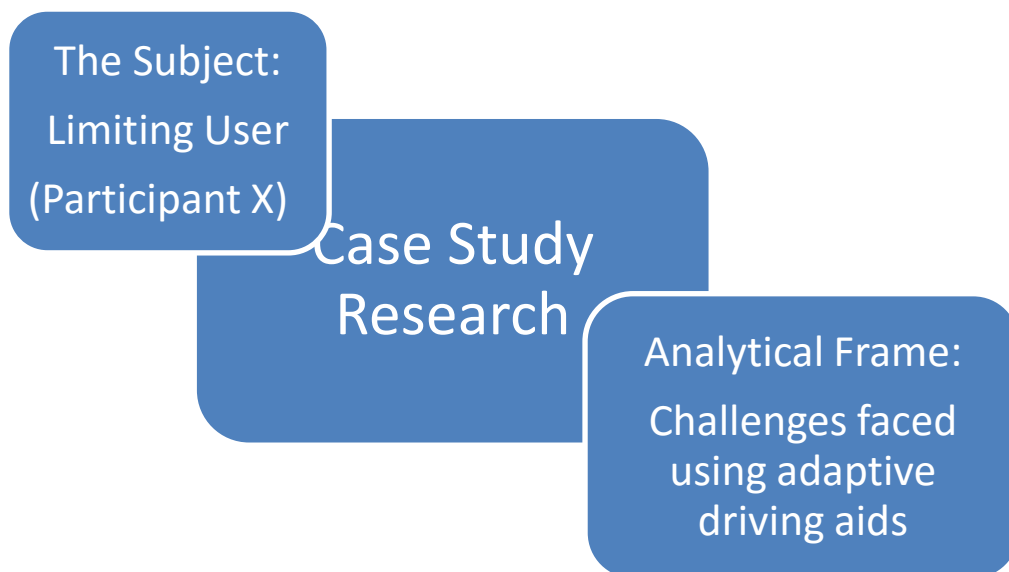 The Subject:
Limiting User
(Participant X)
Case Study
Research
Analytical Frame:
Challenges faced
using adaptive
driving aids